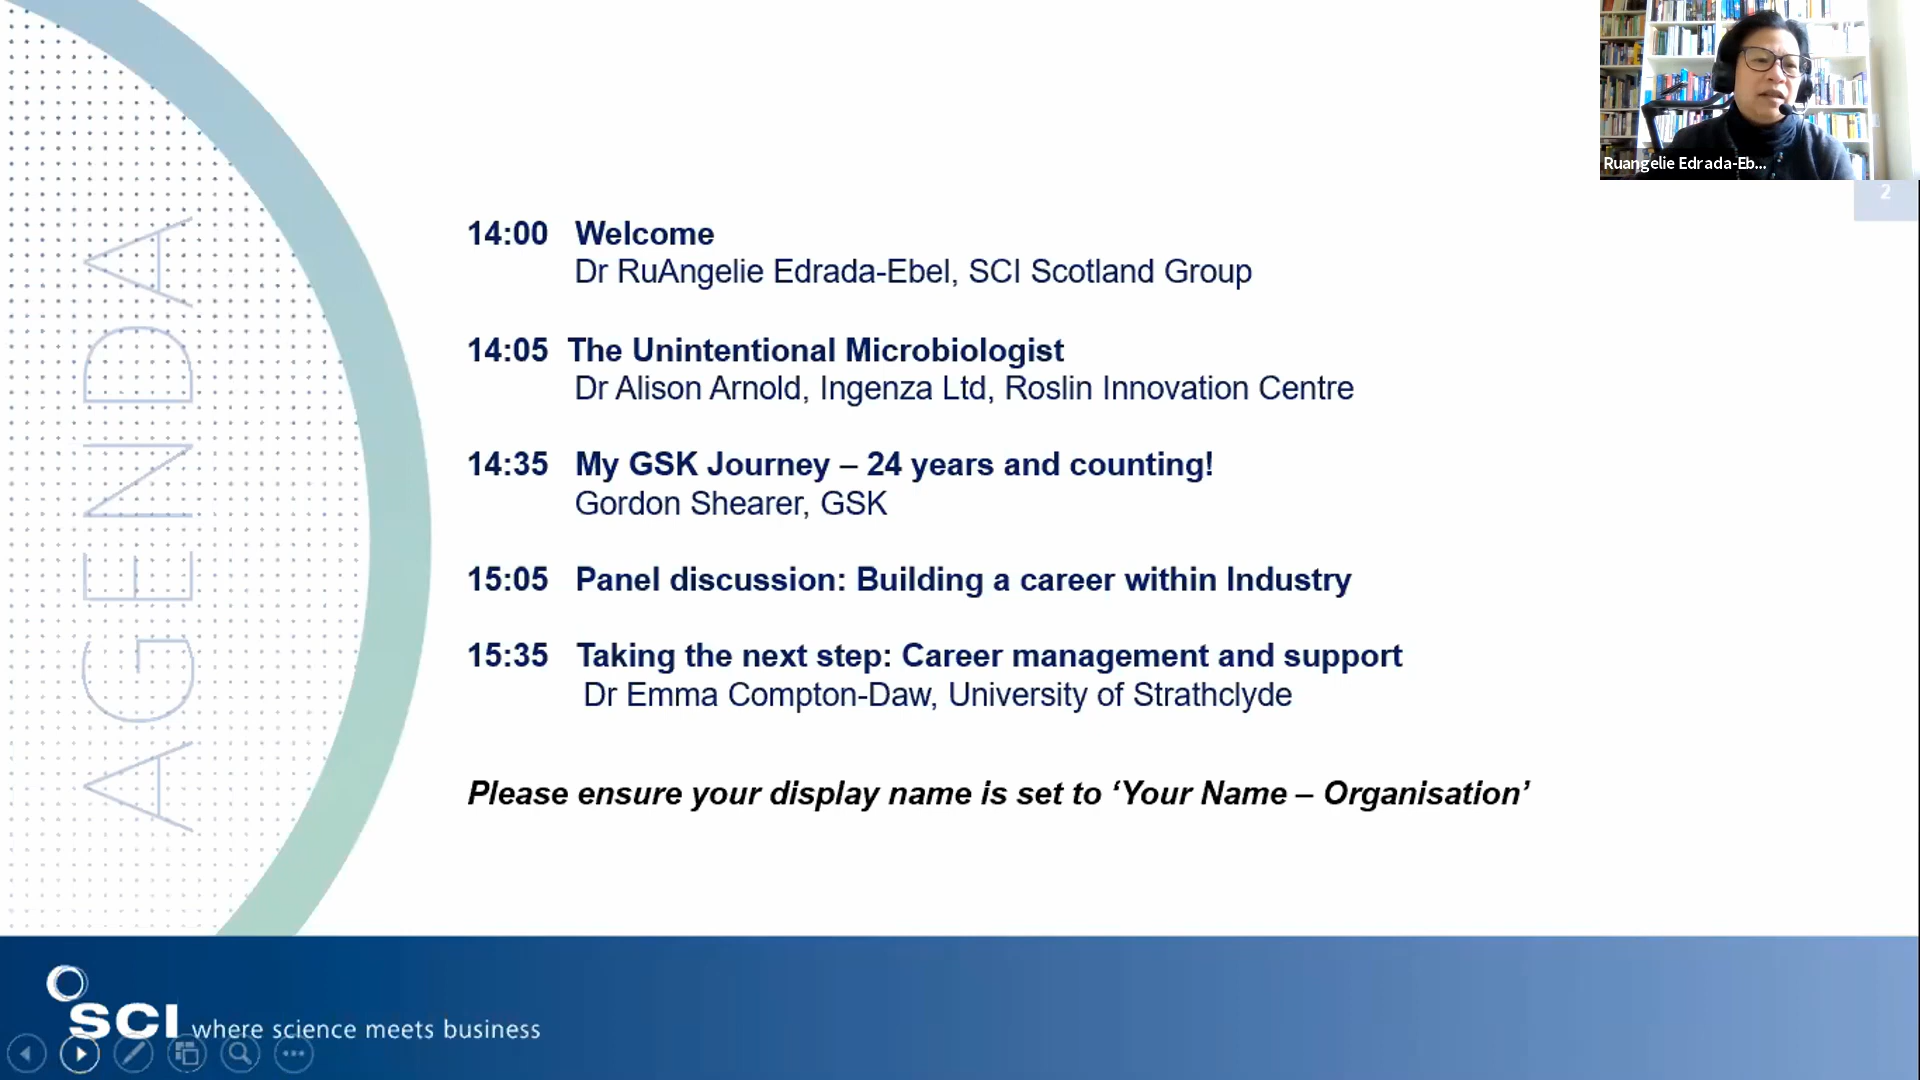 Ruangelie Edrada-Eb...
2
AGENDA
14:00 Welcome
Dr RuAngelie Edrada-Ebel, SCI Scotland Group
14:05 The Unintentional Microbiologist
Dr Alison Arnold, Ingenza Ltd, Roslin Innovation Centre
14:35 My GSK Journey – 24 years and counting!
Gordon Shearer, GSK
15:05 Panel discussion: Building a career within Industry
15:35 Taking the next step: Career management and support
Dr Emma Compton-Daw, University of Strathclyde
Please ensure your display name is set to ‘Your Name – Organisation’
SCI where science meets business